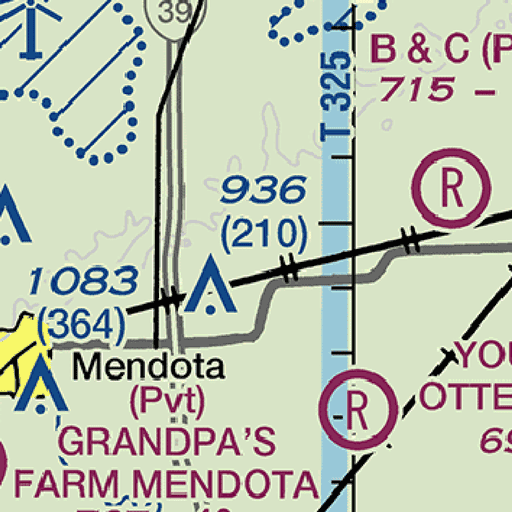 39
B & C (P
715 -
T 325
R
936
(210)
1083
(364)
Mendota
(Pvt)
GRANDPA'S
FARM MENDOTA
YOU
OTTE
R
69